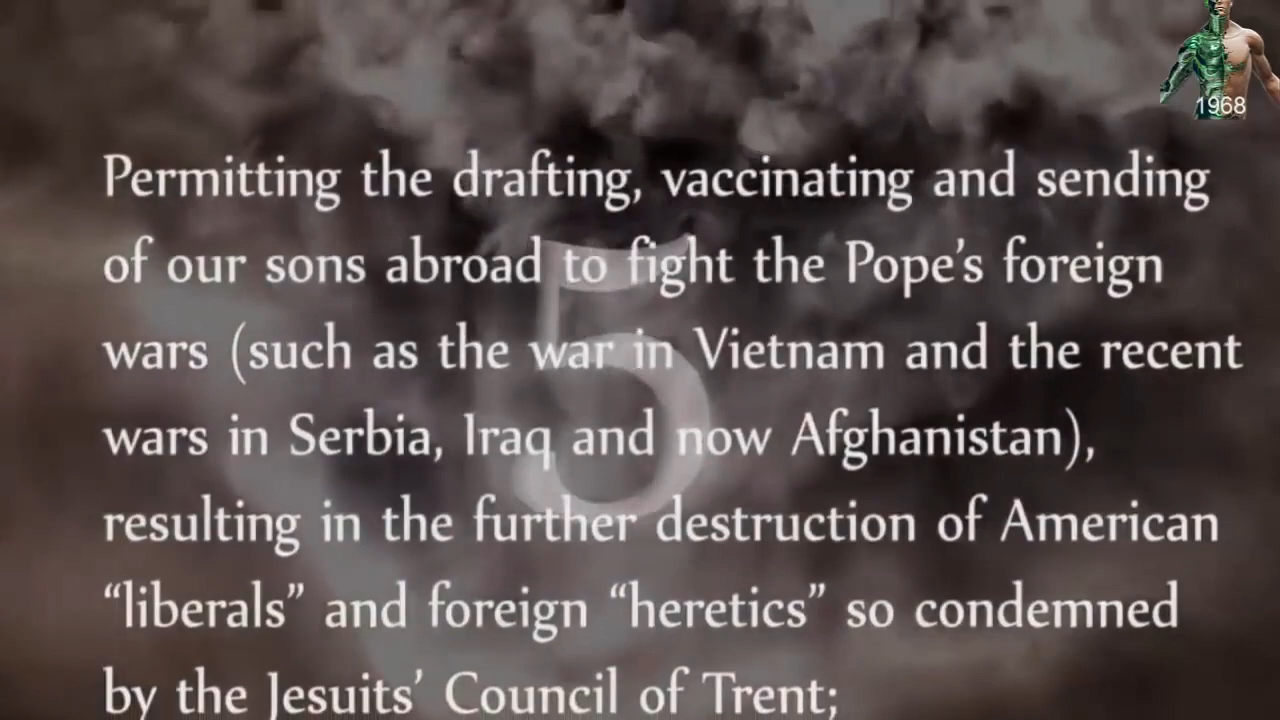 1968
Permitting the drafting, vaccinating and sending
of our sons abroad to fight the Pope’s foreign
wars (such as the war in Vietnam and the recent
wars in Serbia, Iraq and now Afghanistan),
resulting in the further destruction of American
“liberals” and foreign “heretics” so condemned
by the Jesuits’ Council of Trent;
5